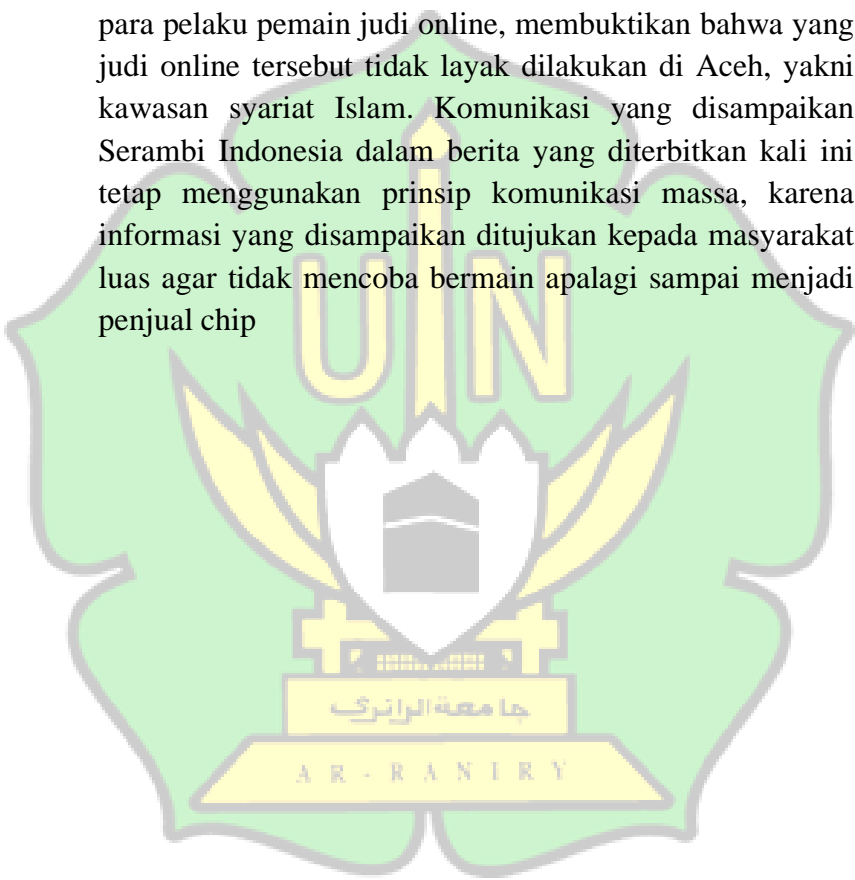 para pelaku pemain judi online, membuktikan bahwa yang
judi online tersebut tidak layak dilakukan di Aceh, yakni
kawasan syariat Islam. Komunikasi yang disampaikan
Serambi Indonesia dalam berita yang diterbitkan kali ini
tetap menggunakan prinsip komunikasi massa, karena
informasi yang disampaikan ditujukan kepada masyarakat
luas agar tidak mencoba bermain apalagi sampai menjadi
penjual chip
UIN
جامعة الرانري
AR-RANIRY